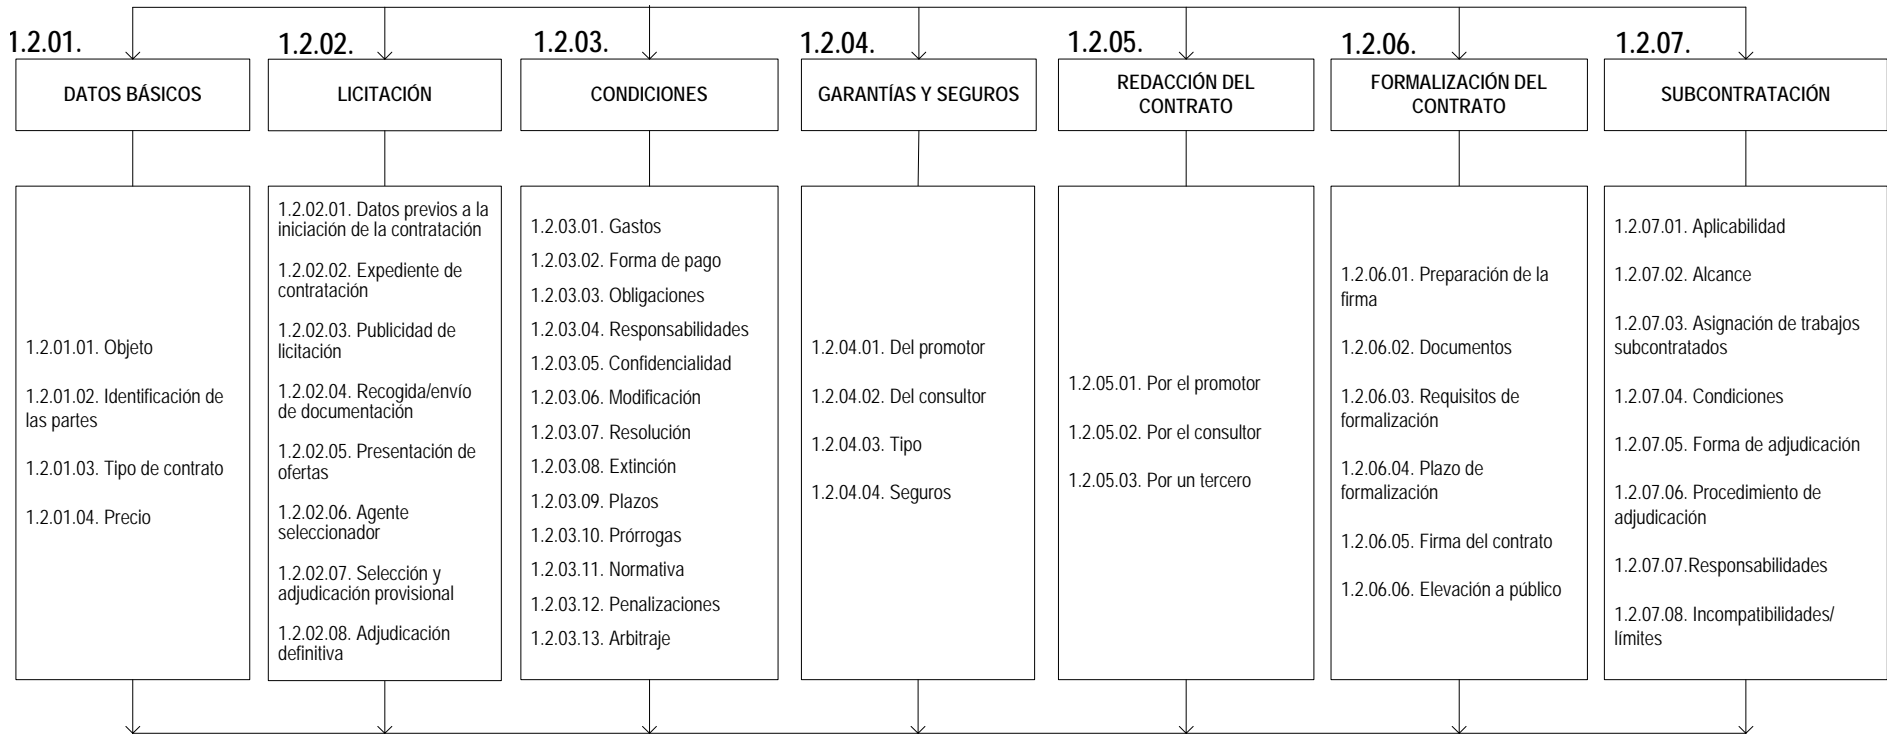 1.2.01.
DATOS BÁSICOS
1.2.01.01. Objeto
1.2.01.02. Identificación de
las partes
1.2.01.03. Tipo de contrato
1.2.01.04. Precio
1.2.02.
LICITACIÓN
1.2.02.01. Datos previos a la
iniciación de la contratación
1.2.02.02. Expediente de
contratación
1.2.02.03. Publicidad de
licitación
1.2.02.04. Recogida/envío
de documentación
1.2.02.05. Presentación de
ofertas
1.2.02.06. Agente
seleccionador
1.2.02.07. Selección y
adjudicación provisional
1.2.02.08. Adjudicación
definitiva
1.2.03.
CONDICIONES
1.2.03.01. Gastos
1.2.03.02. Forma de pago
1.2.03.03. Obligaciones
1.2.03.04. Responsabilidades
1.2.03.05. Confidencialidad
1.2.03.06. Modificación
1.2.03.07. Resolución
1.2.03.08. Extinción
1.2.03.09. Plazos
1.2.03.10. Prórrogas
1.2.03.11. Normativa
1.2.03.12. Penalizaciones
1.2.03.13. Arbitraje
1.2.04.
GARANTÍAS Y SEGUROS
1.2.04.01. Del promotor
1.2.04.02. Del consultor
1.2.04.03. Tipo
1.2.04.04. Seguros
1.2.05.
REDACCIÓN DEL
CONTRATO
1.2.05.01. Por el promotor
1.2.05.02. Por el consultor
1.2.05.03. Por un tercero
1.2.06.
FORMALIZACIÓN DEL
CONTRATO
1.2.06.01. Preparación de la
firma
1.2.06.02. Documentos
1.2.06.03. Requisitos de
formalización
1.2.06.04. Plazo de
formalización
1.2.06.05. Firma del contrato
1.2.06.06. Elevación a público
1.2.07.
SUBCONTRATACIÓN
1.2.07.01. Aplicabilidad
1.2.07.02. Alcance
1.2.07.03. Asignación de trabajos
subcontratados
1.2.07.04. Condiciones
1.2.07.05. Forma de adjudicación
1.2.07.06. Procedimiento de
adjudicación
1.2.07.07.Responsabilidades
1.2.07.08. Incompatibilidades/
límites